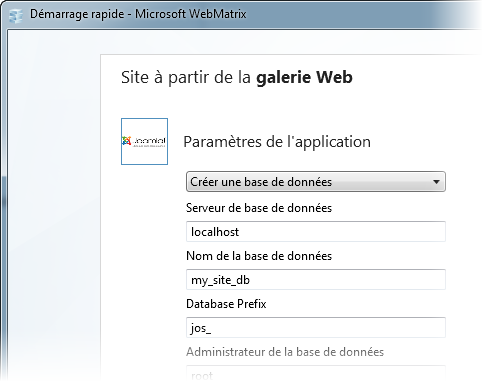 Démarrage rapide - Microsoft WebMatrix
Site à partir de la galerie Web
Joomla!
Paramètres de l'application
Créer une base de données
Serveur de base de données
localhost
Nom de la base de données
my_site_db
Database Prefix
jos_
Administrateur de la base de données
root